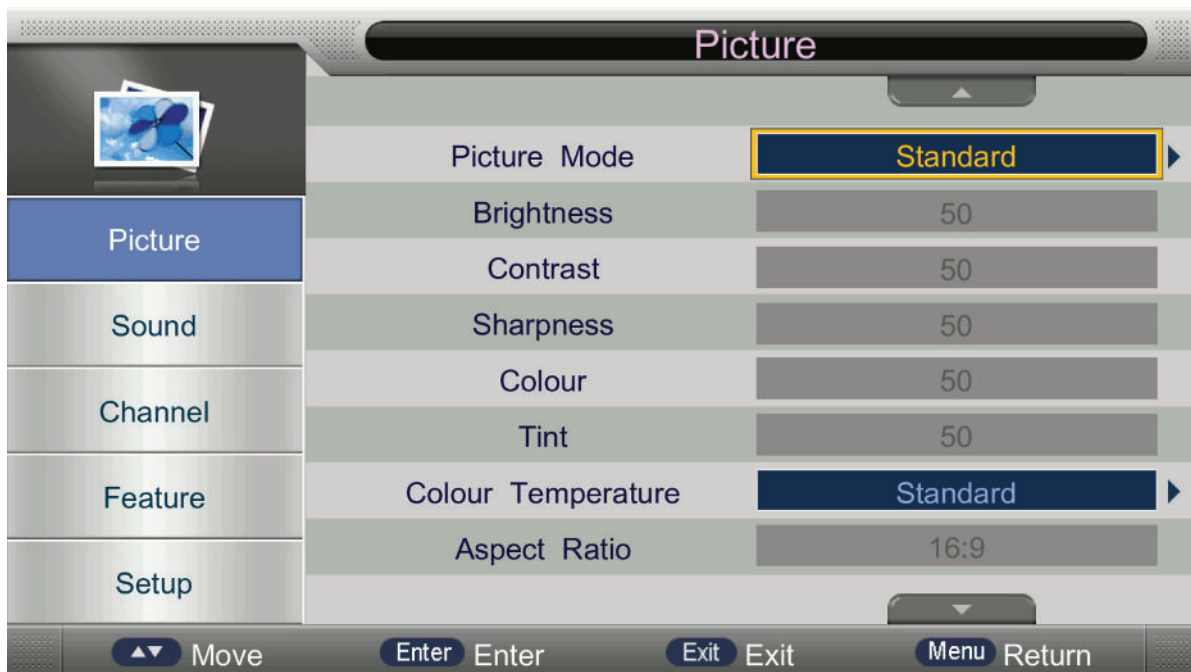 Picture
Picture Mode Standard
Brightness 50
Contrast 50
Sharpness 50
Colour 50
Tint 50
Colour Temperature Standard
Aspect Ratio 16:9
Picture
Sound
Channel
Feature
Setup
Move Enter Enter Exit Exit Menu Return